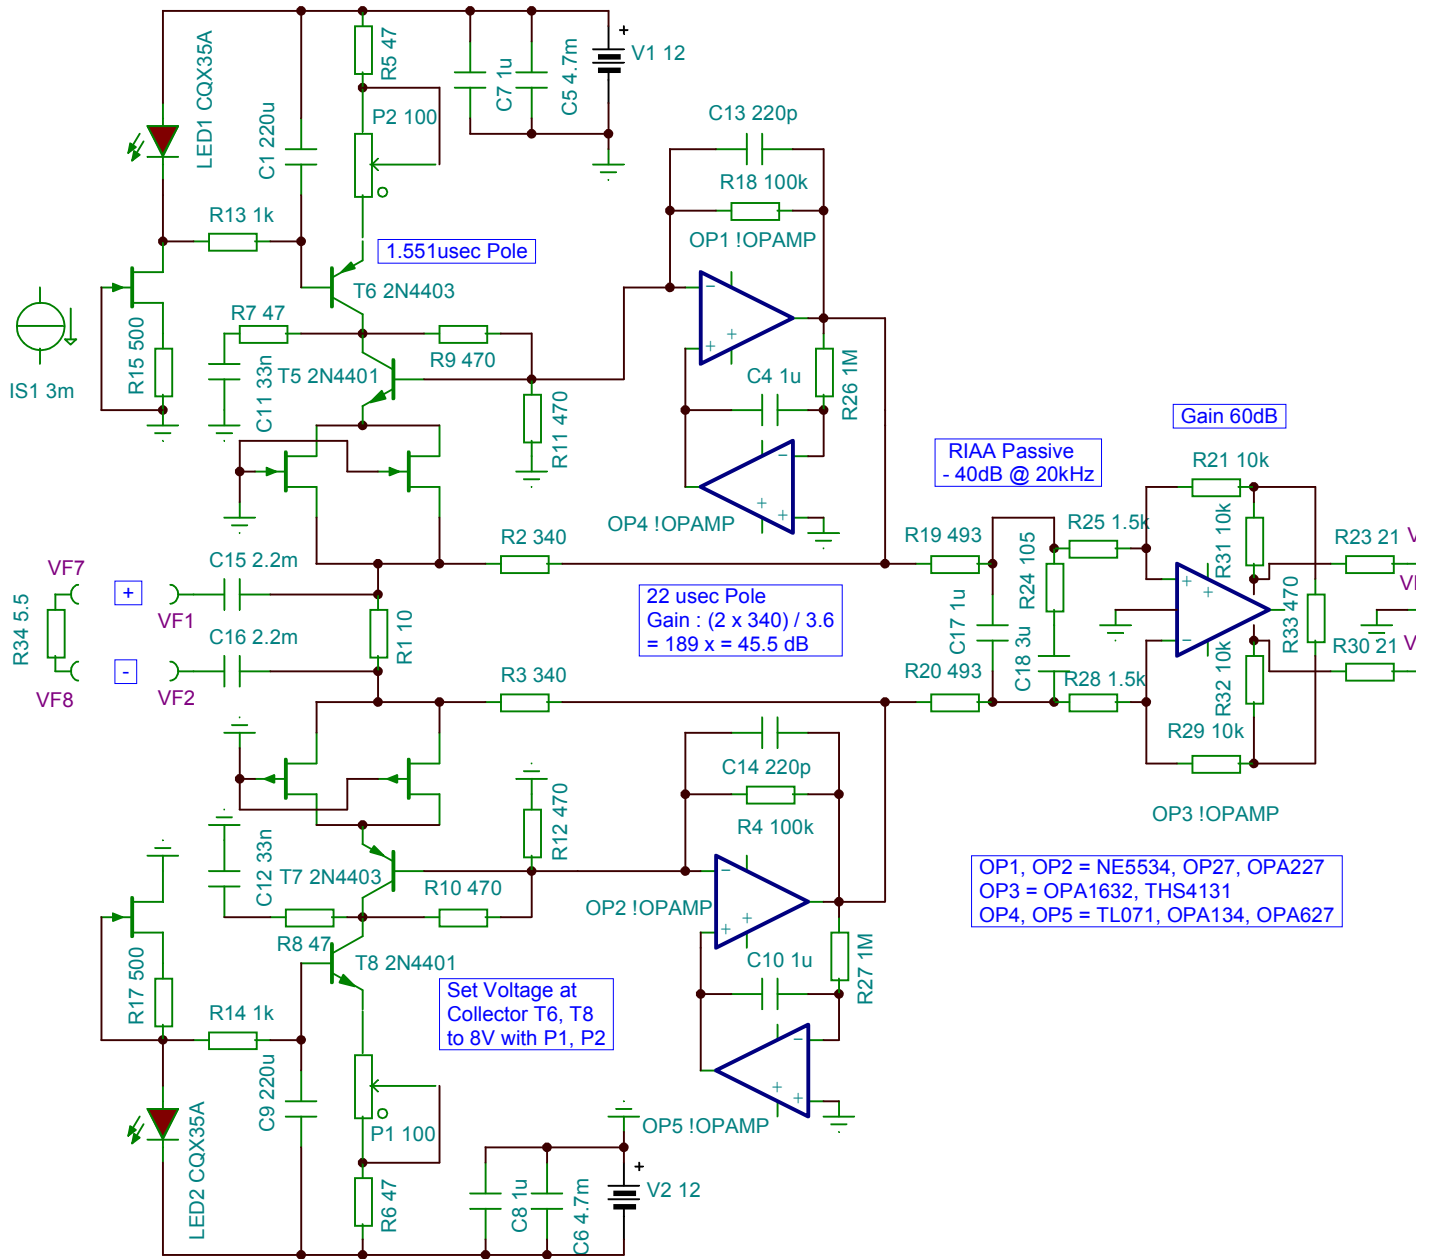 LED1 CQX35A
C1 220u
R5 47
P2 100
C7 1u
C5 4.7m
+
V1 12
C13 220p
R18 100k
OP1 !OPAMP
R13 1k
1.551usec Pole
T6 2N4403
R7 47
R15 500
IS1 3m
C11 33n
T5 2N4401
R9 470
R11 470
C4 1u
R26 1M
OP4 !OPAMP
RIAA Passive
- 40dB @ 20kHz
Gain 60dB
R21 10k
R31 10k
R23 21
R25 1.5k
R24 105
R19 493
R2 340
C15 2.2m
VF7
+
VF1
R34 5.5
C16 2.2m
R1 10
22 usec Pole
Gain : (2 x 340) / 3.6
= 189 x = 45.5 dB
C17 1u
C18 3u
R33 470
R20 493
R28 1.5k
R32 10k
R30 21
-
VF8
VF2
R3 340
R29 10k
C14 220p
R4 100k
OP3 !OPAMP
R12 470
C12 33n
T7 2N4403
R10 470
OP2 !OPAMP
OP1, OP2 = NE5534, OP27, OPA227
OP3 = OPA1632, THS4131
OP4, OP5 = TL071, OPA134, OPA627
R8 47
T8 2N4401
C10 1u
R27 1M
R17 500
R14 1k
Set Voltage at
Collector T6, T8
to 8V with P1, P2
C9 220u
P1 100
OP5 !OPAMP
LED2 CQX35A
R6 47
C8 1u
C6 4.7m
+
V2 12